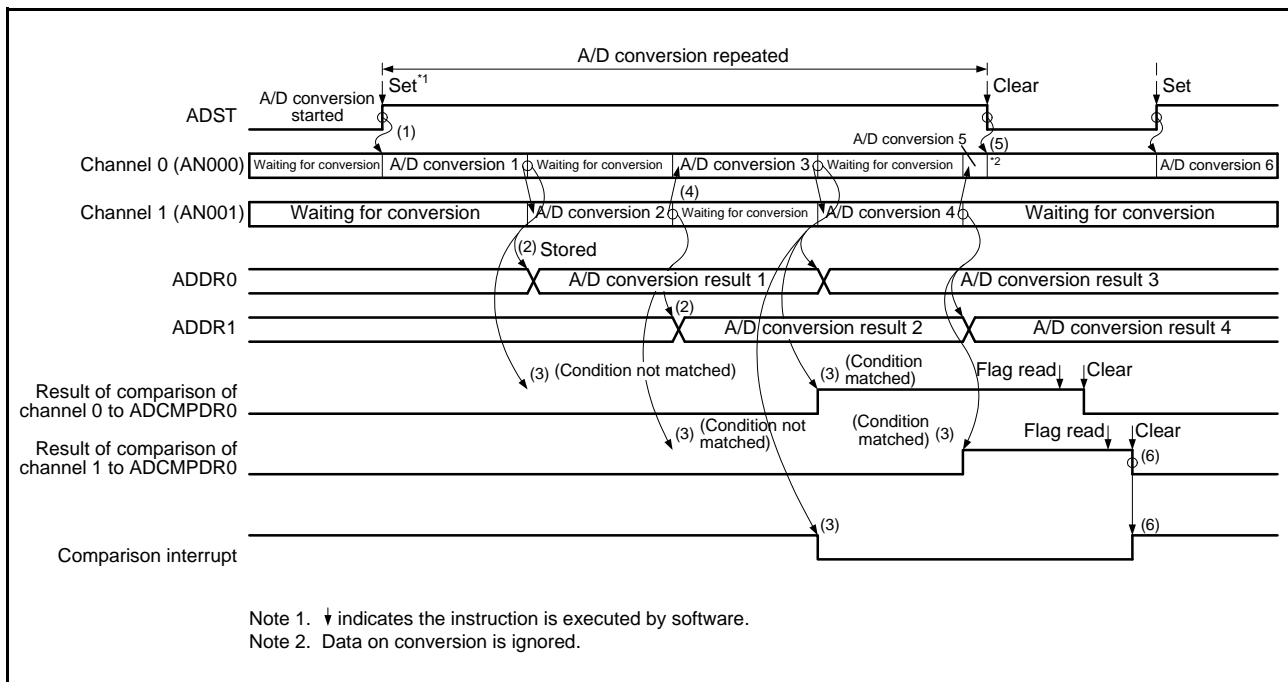 A/D conversion repeated
Set*1
Clear
Set
A/D conversion
started
ADST
(1)
A/D conversion 5
(5)
Channel 0 (AN000)
Waiting for conversion
A/D conversion 1
Waiting for conversion
A/D conversion 3
Waiting for conversion
*2
A/D conversion 6
(4)
Channel 1 (AN001)
Waiting for conversion
A/D conversion 2
Waiting for conversion
A/D conversion 4
Waiting for conversion
(2) Stored
ADDR0
A/D conversion result 1
A/D conversion result 3
(2)
ADDR1
A/D conversion result 2
A/D conversion result 4
(3) (Condition not matched)
(3) (Condition
matched)
Flag read
Clear
Result of comparison of
channel 0 to ADCMPDR0
(3) (Condition not
matched)
(Condition
matched) (3)
Flag read
Clear
Result of comparison of
channel 1 to ADCMPDR0
(6)
(3)
(6)
Comparison interrupt
Note 1. ↓ indicates the instruction is executed by software.
Note 2. Data on conversion is ignored.